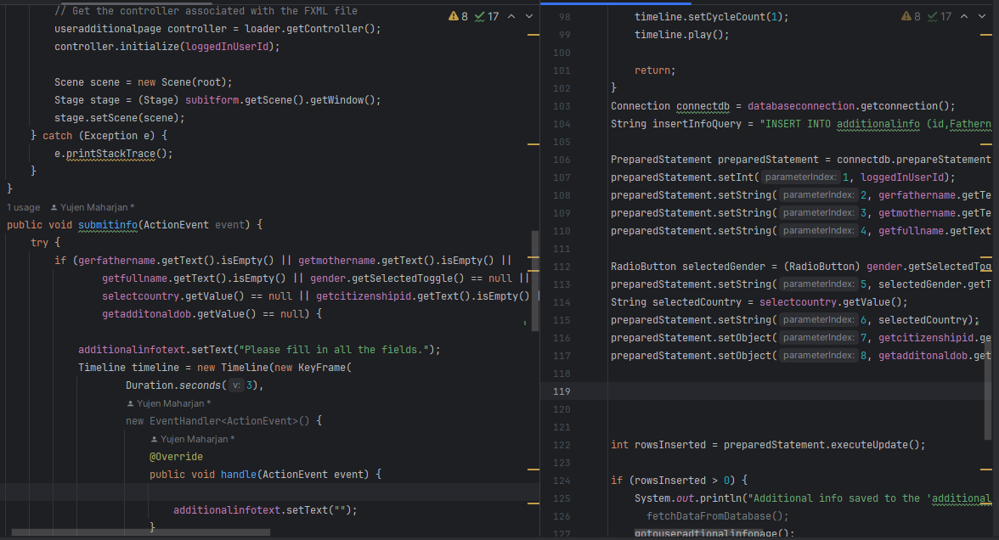 // Get the controller associated with the FXML file
useradditionalpage controller = loader.getController();
controller.initialize(loggedInUserId);
Scene scene = new Scene(root);
Stage stage = (Stage) subitform.getScene().getWindow();
stage.setScene(scene);
} catch (Exception e) {
e.printStackTrace();
}
}
1 usage Yujen Maharjan *
public void submitinfo(ActionEvent event) {
try {
if (gerfathername.getText().isEmpty() || getmothername.getText().isEmpty() ||
getfullname.getText().isEmpty() || gender.getSelectedToggle() == null ||
selectcountry.getValue() == null || getcitizenshipid.getText().isEmpty()
getadditonaldob.getValue() == null) {
additionalinfotext.setText("Please fill in all the fields.");
Timeline timeline = new Timeline(new KeyFrame(
Duration.seconds( v: 3),
Yujen Maharjan *
new EventHandler<ActionEvent>() {
Yujen Maharjan *
@Override
public void handle(ActionEvent event) {
additionalinfotext.setText("");
}
8 17
98 timeline.setCycleCount(1);
99 timeline.play();
100
101 return;
102 }
103 Connection connectdb = databaseconnection.getconnection();
104 String insertInfoQuery = "INSERT INTO additionalinfo (id,Fathern
105
106 PreparedStatement preparedStatement = connectdb.prepareStatement
107 preparedStatement.setInt( parameterIndex: 1, loggedInUserId);
108 preparedStatement.setString( parameterIndex: 2, gerfathername.getTe
109 preparedStatement.setString( parameterIndex: 3, getmothername.getTe
110 preparedStatement.setString( parameterIndex: 4, getfullname.getText
111
112 RadioButton selectedGender = (RadioButton) gender.getSelectedTog
113 preparedStatement.setString( parameterIndex: 5, selectedGender.getT
114 String selectedCountry = selectcountry.getValue();
115 preparedStatement.setString( parameterIndex: 6, selectedCountry);
116 preparedStatement.setObject( parameterIndex: 7, getcitizenshipid.ge
117 preparedStatement.setObject( parameterIndex: 8, getadditonaldob.get
118
119
120
121
122 int rowsInserted = preparedStatement.executeUpdate();
123
124 if (rowsInserted > 0) {
125 System.out.println("Additional info saved to the 'additional
126 fetchDataFromDatabase();
127 gotouseradtionalinfopage();
8 17